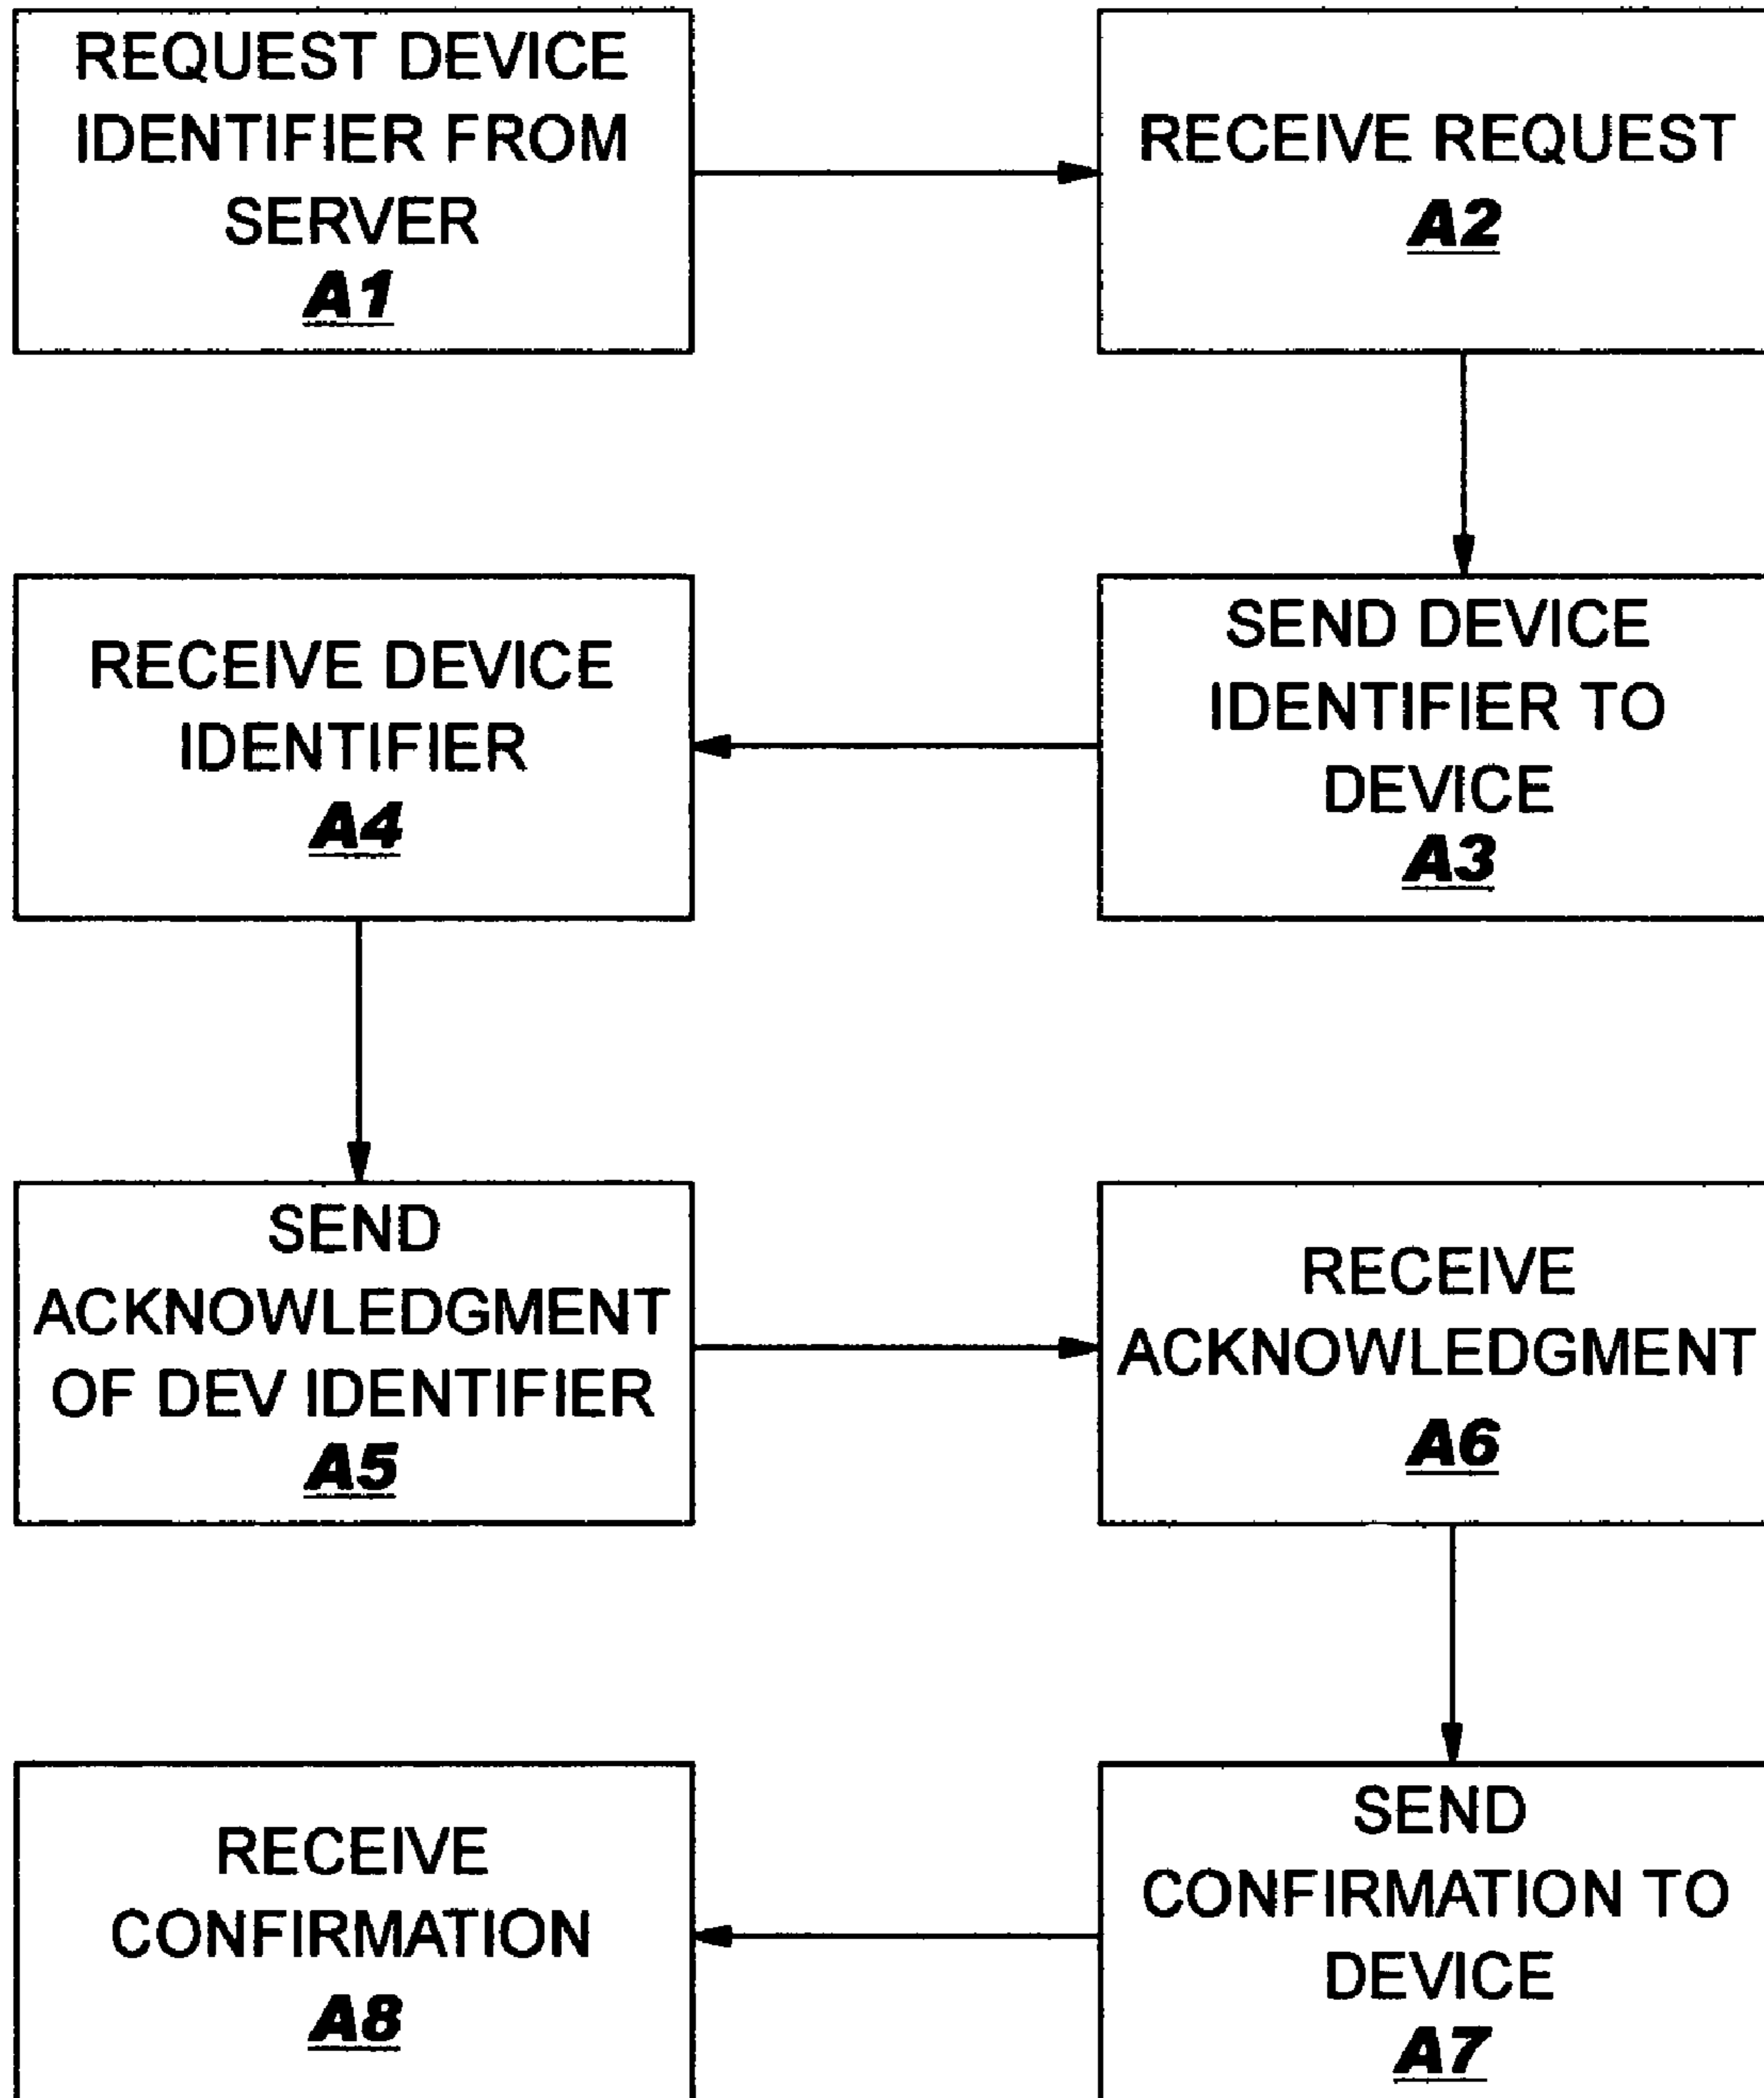 REQUEST DEVICE
IDENTIFIER FROM
SERVER
A1
RECEIVE REQUEST
A2
SEND DEVICE
IDENTIFIER TO
DEVICE
A3
RECEIVE DEVICE
IDENTIFIER
A4
SEND
ACKNOWLEDGMENT
OF DEV IDENTIFIER
A5
RECEIVE
ACKNOWLEDGMENT
A6
SEND
CONFIRMATION TO
DEVICE
A7
RECEIVE
CONFIRMATION
A8